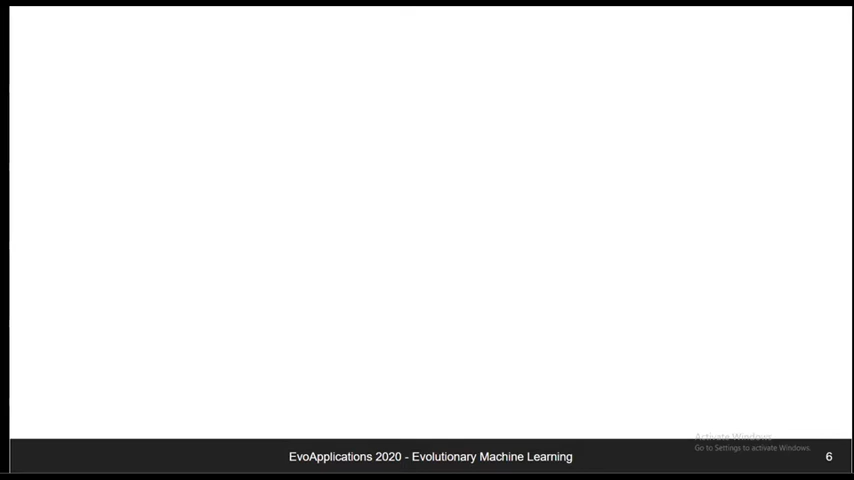 Activate Windows
Go to Settings to activate Windows.
EvoApplications 2020 - Evolutionary Machine Learning
6